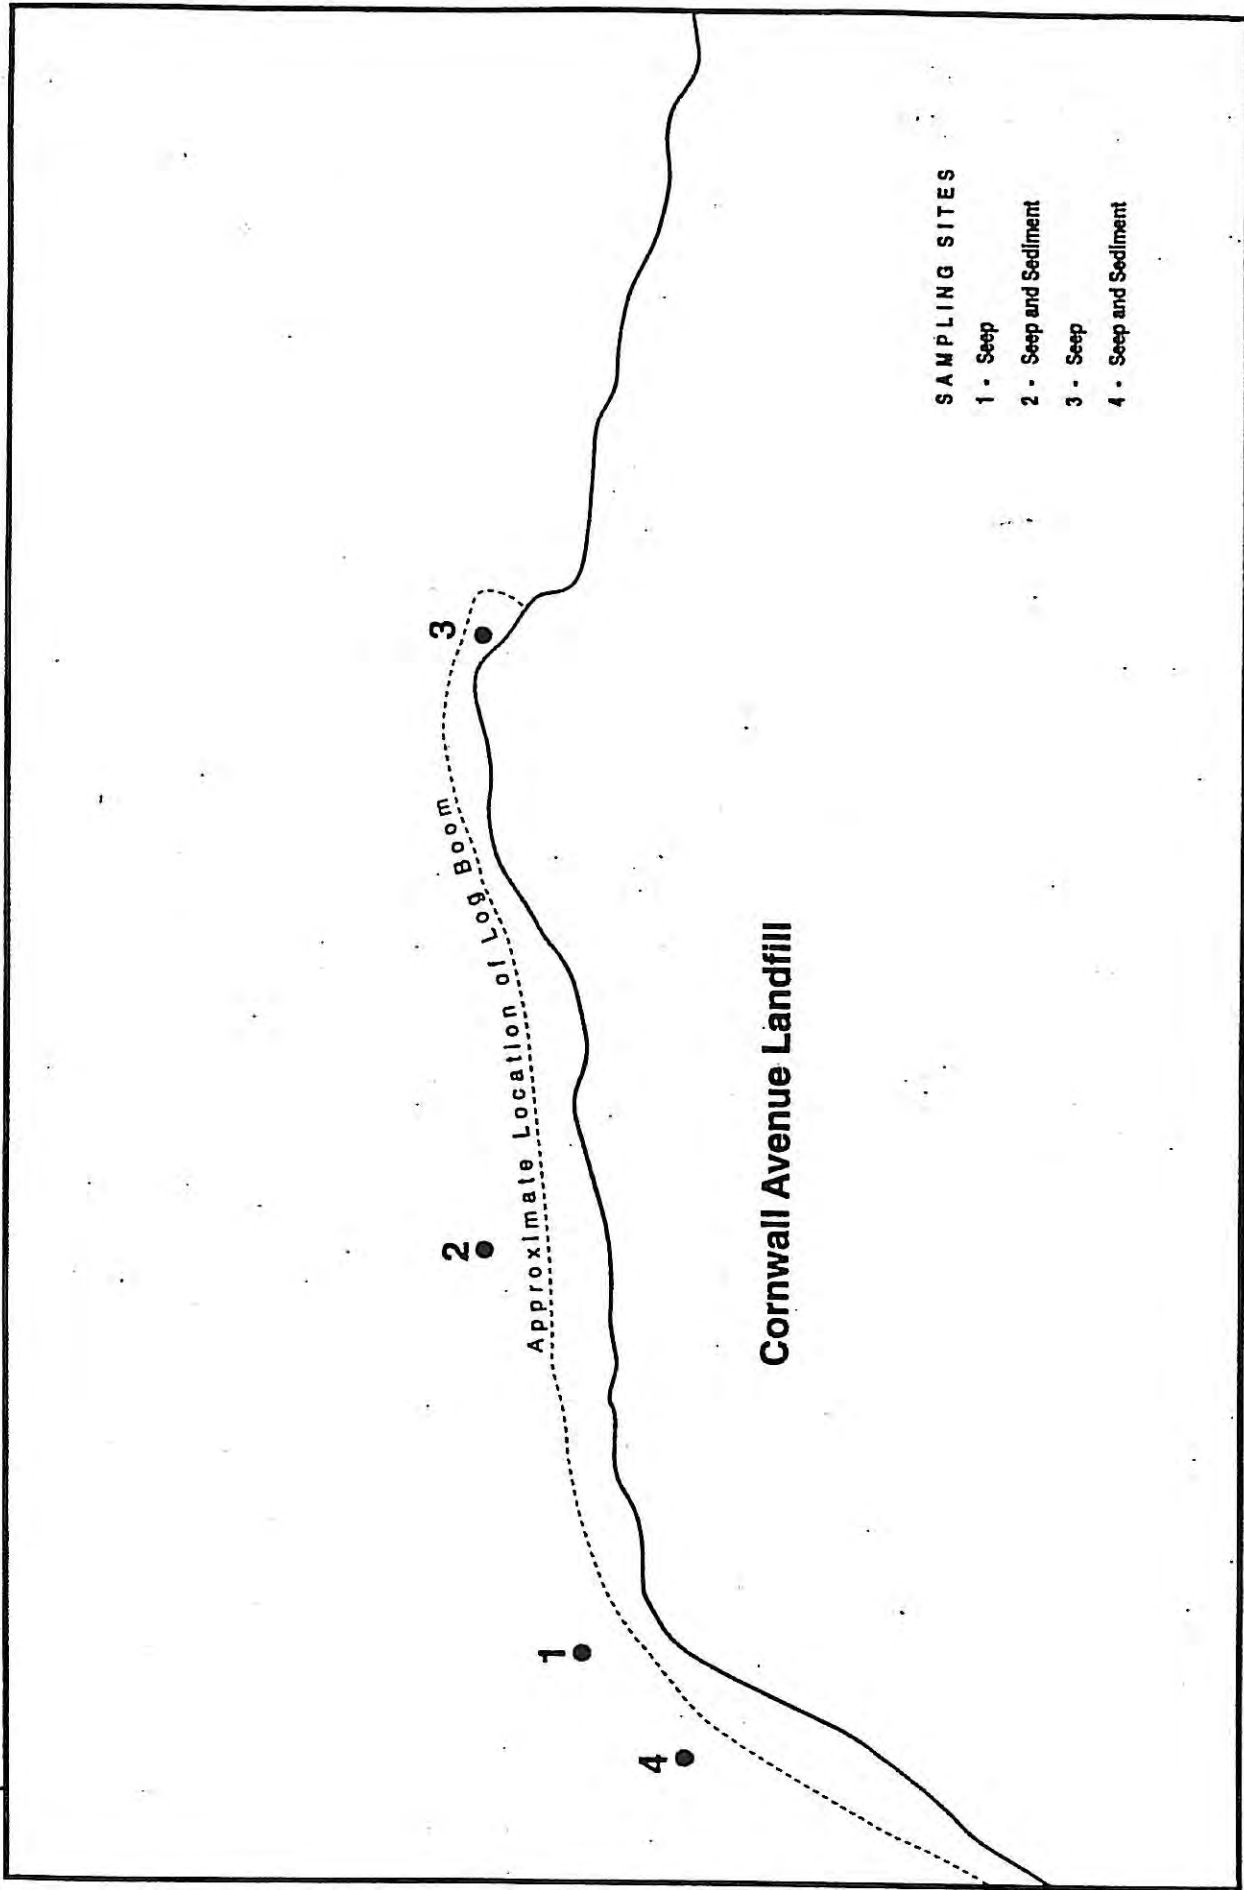 3
Approximate Location of Log Boom
2
1
4
Cornwall Avenue Landfill
SAMPLING SITES
1 - Seep
2 - Seep and Sediment
3 - Seep
4 - Seep and Sediment